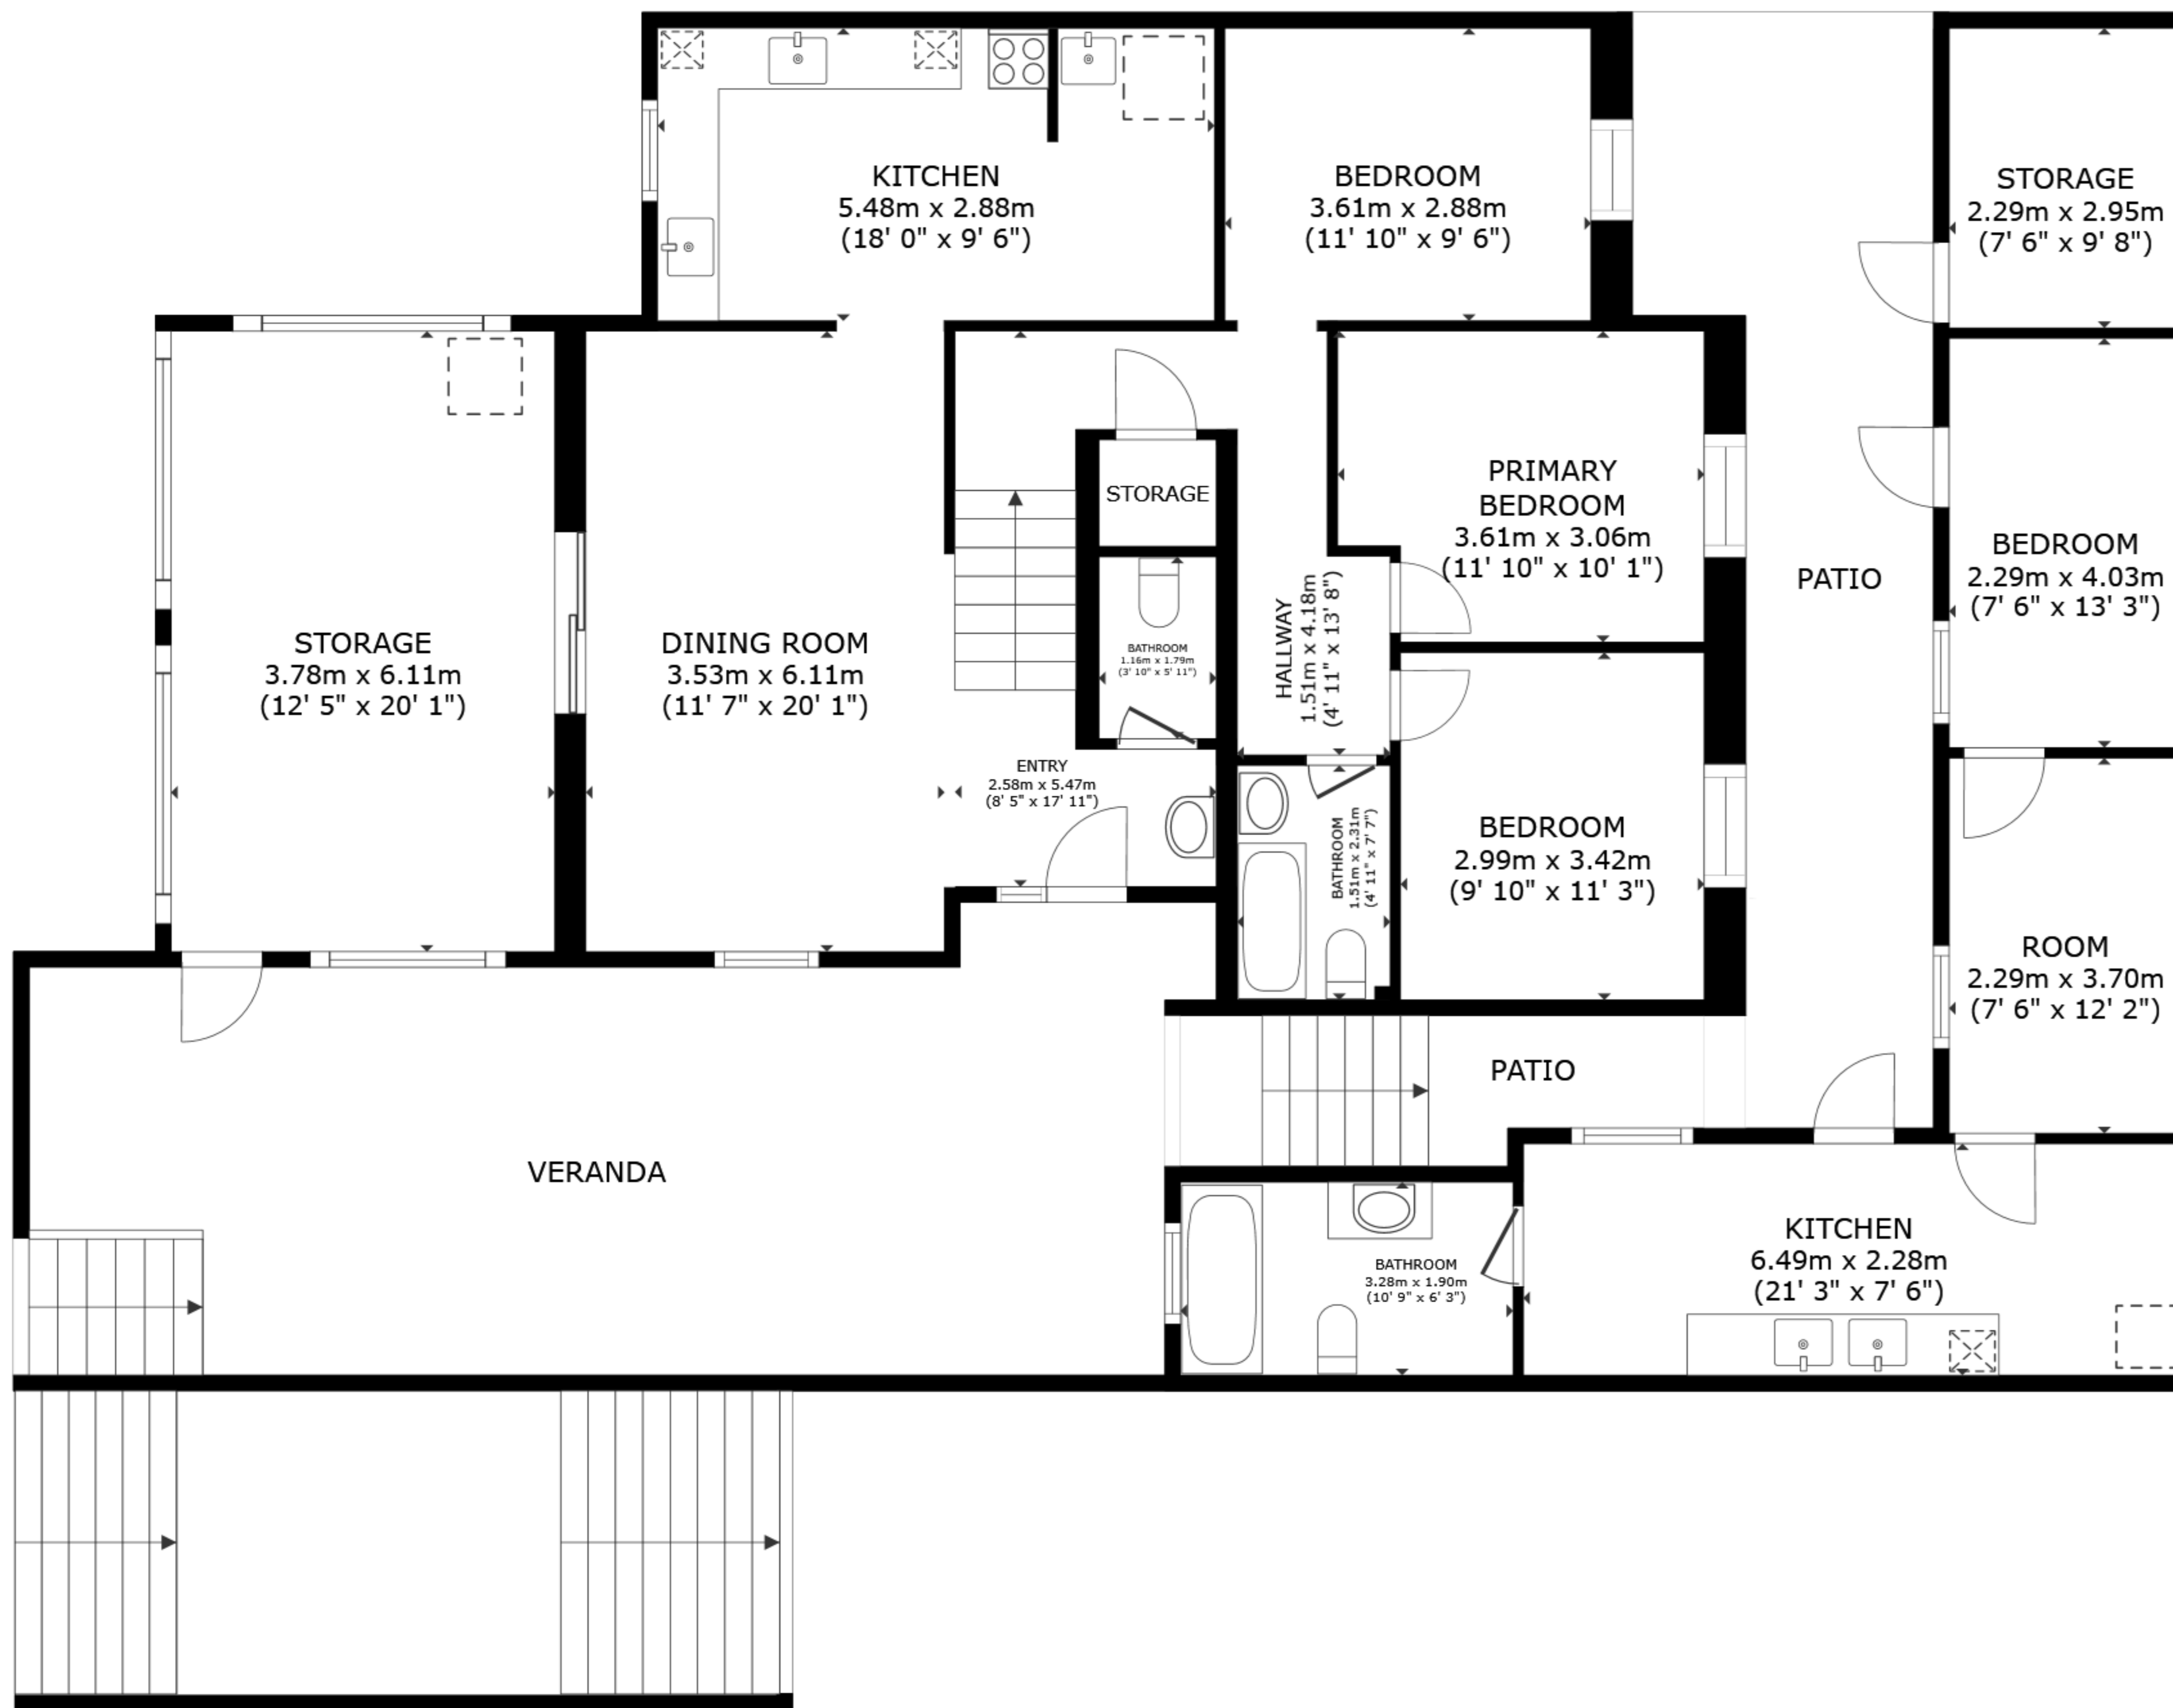 KITCHEN
5.48m x 2.88m
(18' 0" x 9' 6")
BEDROOM
3.61m x 2.88m
(11' 10" x 9' 6")
STORAGE
2.29m x 2.95m
(7' 6" x 9' 8")
STORAGE
3.78m x 6.11m
(12' 5" x 20' 1")
DINING ROOM
3.53m x 6.11m
(11' 7" x 20' 1")
STORAGE
BATHROOM
1.16m x 1.79m
(3' 10" x 5' 11")
ENTRY
2.58m x 5.47m
(8' 5" x 17' 11")
HALLWAY
1.51m x 4.18m
(4' 11" x 13' 8")
PRIMARY
BEDROOM
3.61m x 3.06m
(11' 10" x 10' 1")
PATIO
BEDROOM
2.29m x 4.03m
(7' 6" x 13' 3")
BATHROOM
1.51m x 2.31m
(4' 11" x 7' 7")
BEDROOM
2.99m x 3.42m
(9' 10" x 11' 3")
ROOM
2.29m x 3.70m
(7' 6" x 12' 2")
PATIO
VERANDA
BATHROOM
3.28m x 1.90m
(10' 9" x 6' 3")
KITCHEN
6.49m x 2.28m
(21' 3" x 7' 6")